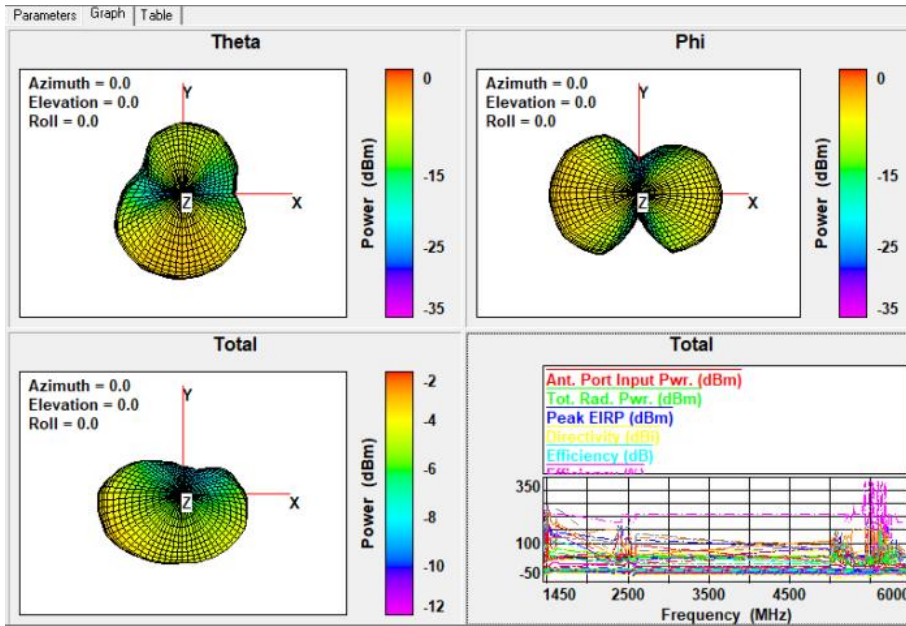 Parameters Graph Table
Theta
Azimuth = 0.0
Elevation = 0.0
Roll = 0.0
Y
X
Z
Power (dBm)
0
-15
-25
-35
Phi
Azimuth = 0.0
Elevation = 0.0
Roll = 0.0
Y
X
Z
Power (dBm)
0
-15
-25
-35
Total
Azimuth = 0.0
Elevation = 0.0
Roll = 0.0
Y
X
Z
Power (dBm)
-2
-4
-6
-8
-10
-12
Total
Ant. Port Input Pwr. (dBm)
Tot. Rad. Pwr. (dBm)
Peak EIRP (dBm)
Directivity (dBi)
Efficiency (dB)
Efficiency (%)
350
100
-50
1450 2500 3500 4500 6000
Frequency (MHz)